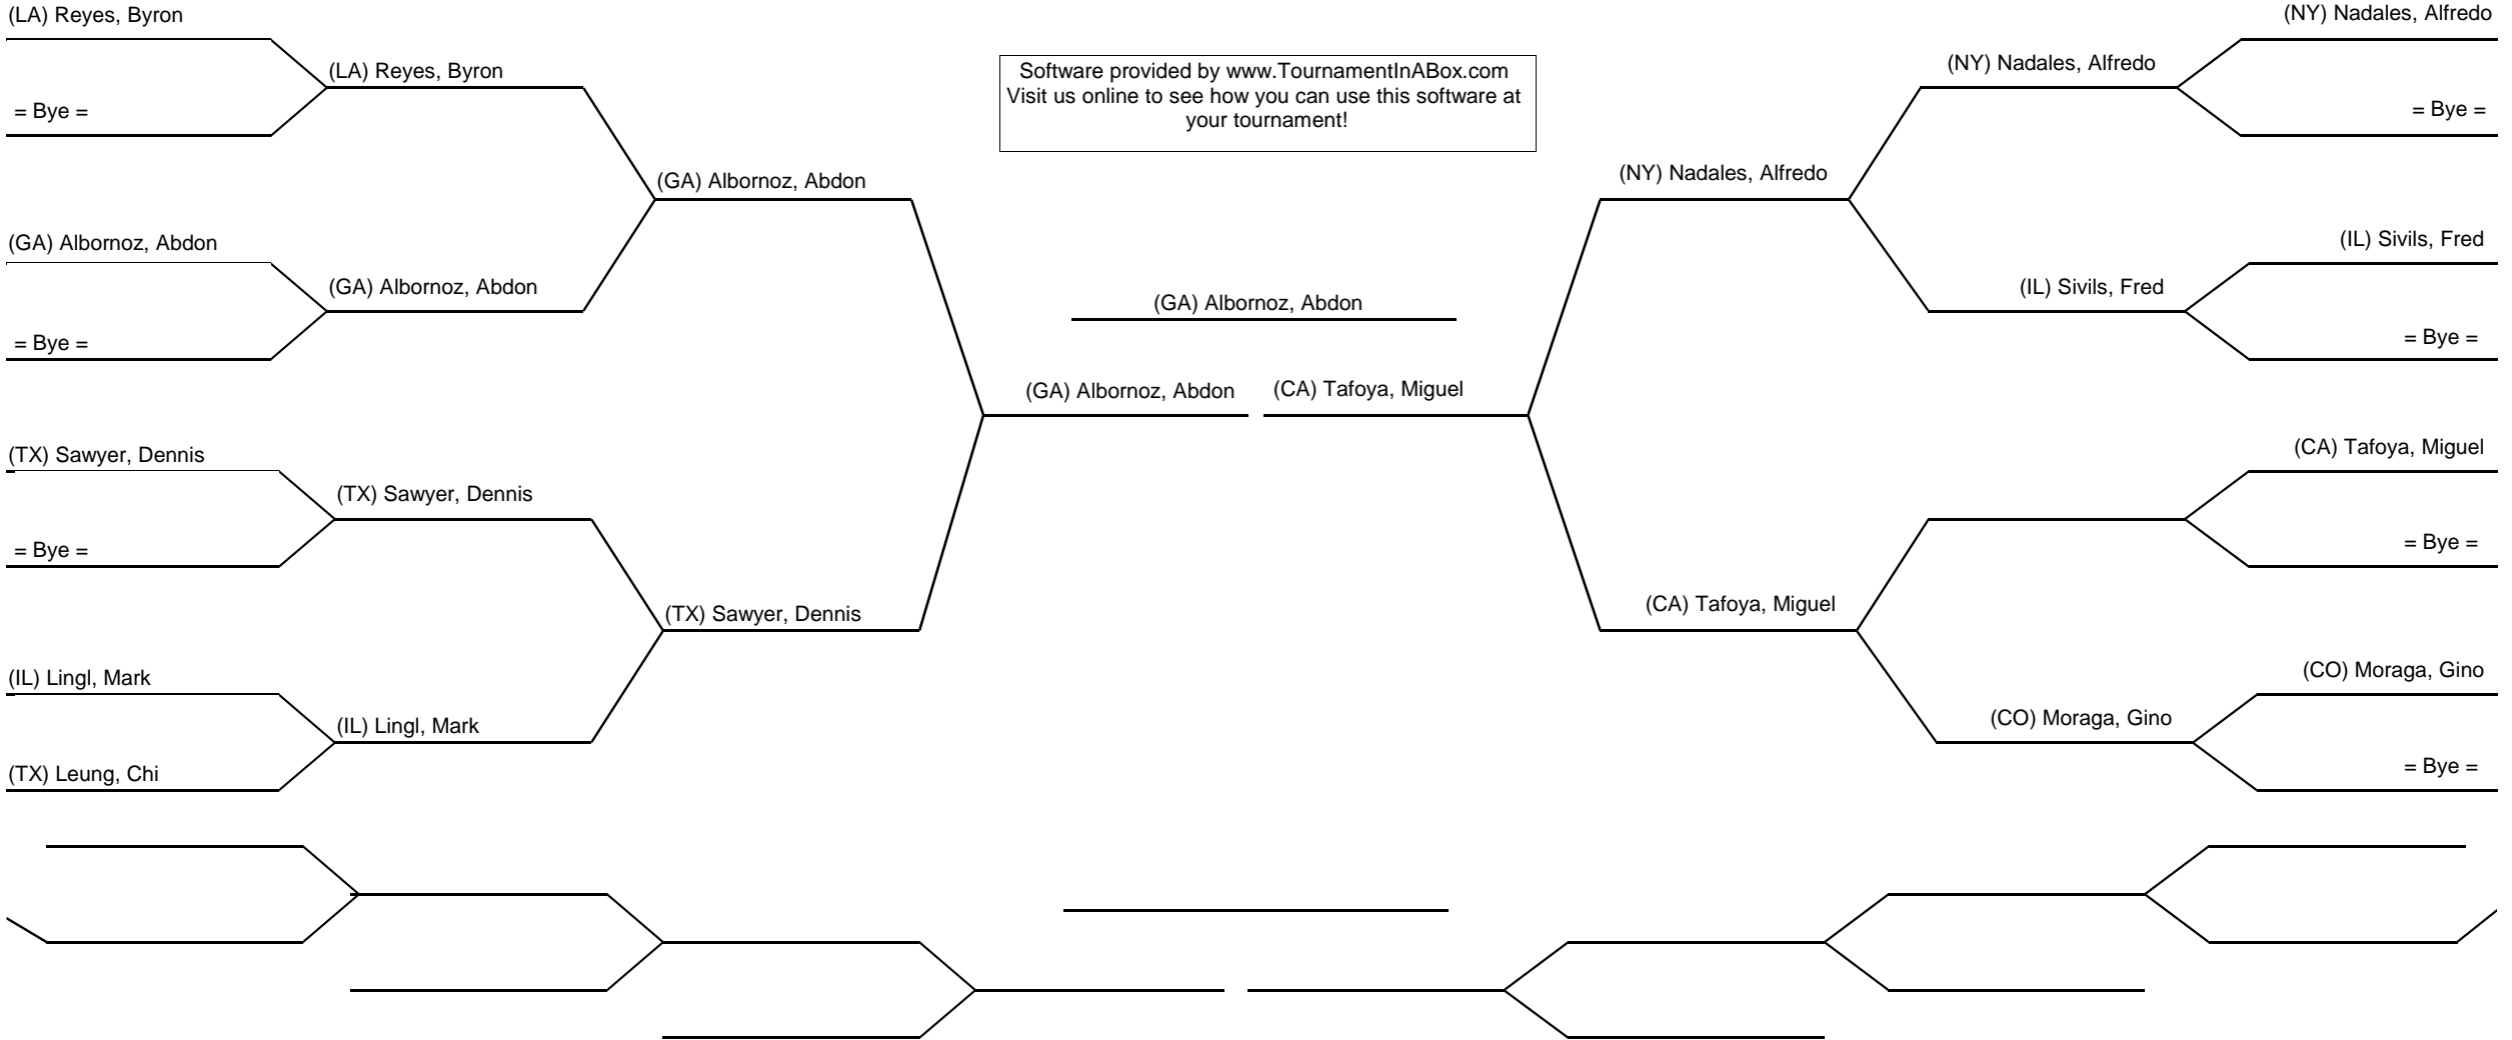 (LA) Reyes, Byron
(NY) Nadales, Alfredo
(LA) Reyes, Byron
Software provided by www.TournamentInABox.com
Visit us online to see how you can use this software at
your tournament!
(NY) Nadales, Alfredo
= Bye =
= Bye =
(GA) Albornoz, Abdon
(NY) Nadales, Alfredo
(GA) Albornoz, Abdon
(IL) Sivils, Fred
(GA) Albornoz, Abdon
(IL) Sivils, Fred
(GA) Albornoz, Abdon
= Bye =
= Bye =
(GA) Albornoz, Abdon
(CA) Tafoya, Miguel
(TX) Sawyer, Dennis
(CA) Tafoya, Miguel
(TX) Sawyer, Dennis
= Bye =
= Bye =
(TX) Sawyer, Dennis
(CA) Tafoya, Miguel
(IL) Lingl, Mark
(CO) Moraga, Gino
(IL) Lingl, Mark
(CO) Moraga, Gino
(TX) Leung, Chi
= Bye =